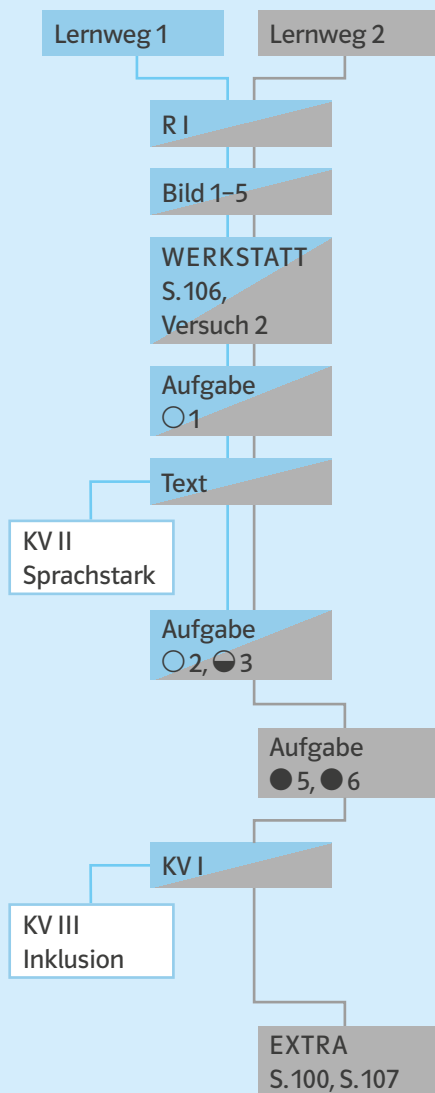 Lernweg 1
Lernweg 2
R I
Bild 1–5
WERKSTATT
S. 106,
Versuch 2
Aufgabe
○ 1
Text
KV II
Sprachstark
Aufgabe
○ 2, ◒ 3
Aufgabe
● 5, ● 6
KV I
KV III
Inklusion
EXTRA
S. 100, S. 107